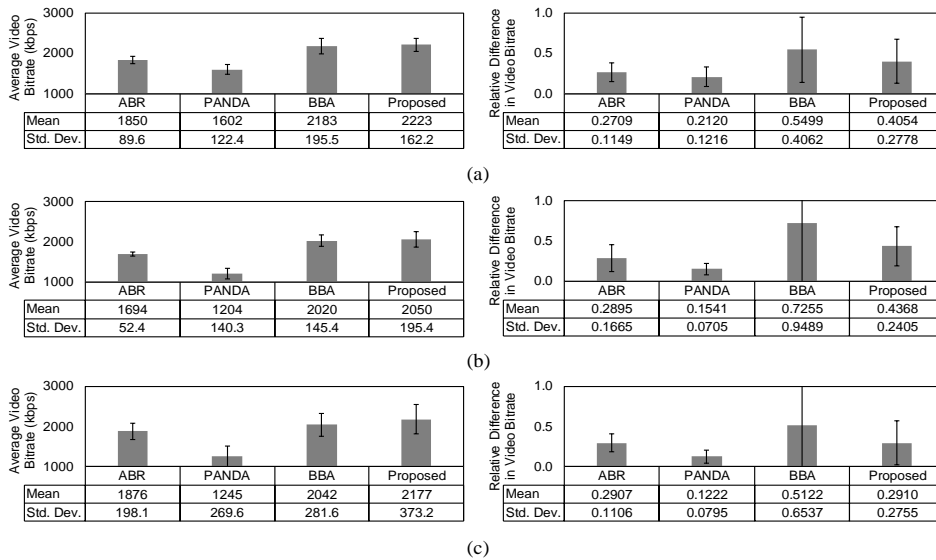 Average Video
Bitrate (kbps)
3000
2000
1000
ABR PANDA BBA Proposed
Mean 1850 1602 2183 2223
Std. Dev. 89.6 122.4 195.5 162.2
Relative Difference
in Video Bitrate
1.0
0.5
0.0
ABR PANDA BBA Proposed
Mean 0.2709 0.2120 0.5499 0.4054
Std. Dev. 0.1149 0.1216 0.4062 0.2778
(a)
Average Video
Bitrate (kbps)
3000
2000
1000
ABR PANDA BBA Proposed
Mean 1694 1204 2020 2050
Std. Dev. 52.4 140.3 145.4 195.4
Relative Difference
in Video Bitrate
1.0
0.5
0.0
ABR PANDA BBA Proposed
Mean 0.2895 0.1541 0.7255 0.4368
Std. Dev. 0.1665 0.0705 0.9489 0.2405
(b)
Average Video
Bitrate (kbps)
3000
2000
1000
ABR PANDA BBA Proposed
Mean 1876 1245 2042 2177
Std. Dev. 198.1 269.6 281.6 373.2
Relative Difference
in Video Bitrate
1.0
0.5
0.0
ABR PANDA BBA Proposed
Mean 0.2907 0.1222 0.5122 0.2910
Std. Dev. 0.1106 0.0795 0.6537 0.2755
(c)